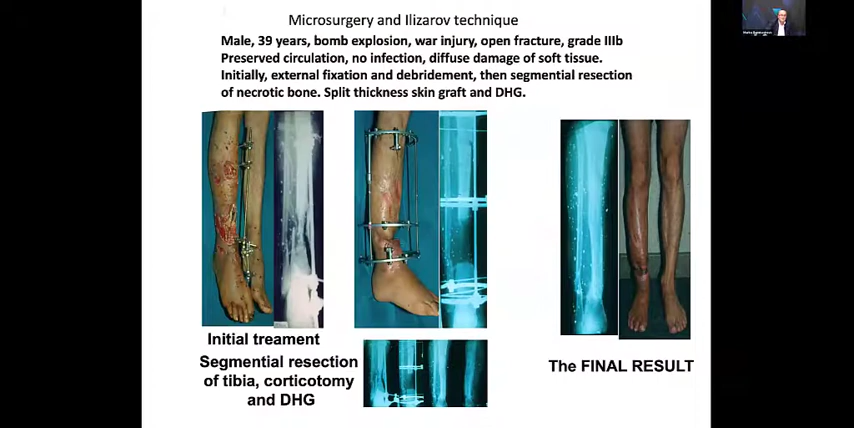 Microsurgery and Ilizarov technique
Male, 39 years, bomb explosion, war injury, open fracture, grade IIIb
Preserved circulation, no infection, diffuse damage of soft tissue.
Initially, external fixation and debridement, then segmential resection
of necrotic bone. Split thickness skin graft and DHG.
Initial treament
Segmential resection
of tibia, corticotomy
and DHG
The FINAL RESULT